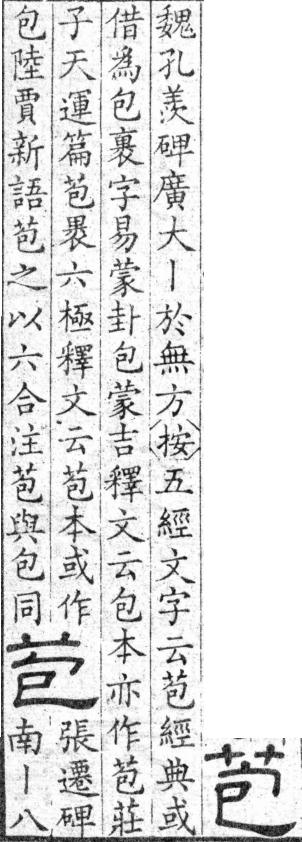 苞
魏孔羨碑廣大丨於無方按五經文字云苞經典或
借爲包裹字易蒙卦包蒙吉釋文云包本亦作苞莊
子天運篇苞褁六極釋文云苞本或作苞張遷碑
包陸賈新語苞之以六合注苞與包同南丨八